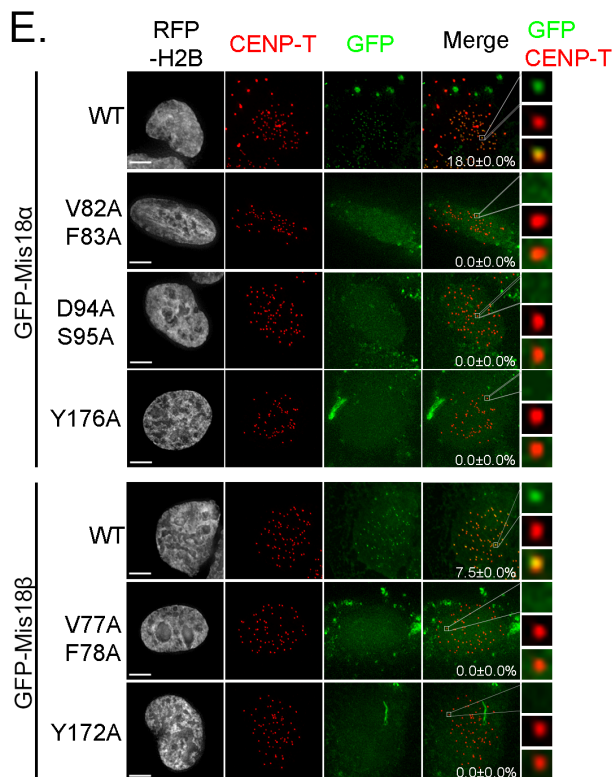 E.
RFP
-H2B
CENP-T
GFP
Merge
GFP
CENP-T
GFP-Mis18α
WT
18.0±0.0%
V82A
F83A
0.0±0.0%
D94A
S95A
0.0±0.0%
Y176A
0.0±0.0%
GFP-Mis18β
WT
7.5±0.0%
V77A
F78A
0.0±0.0%
Y172A
0.0±0.0%